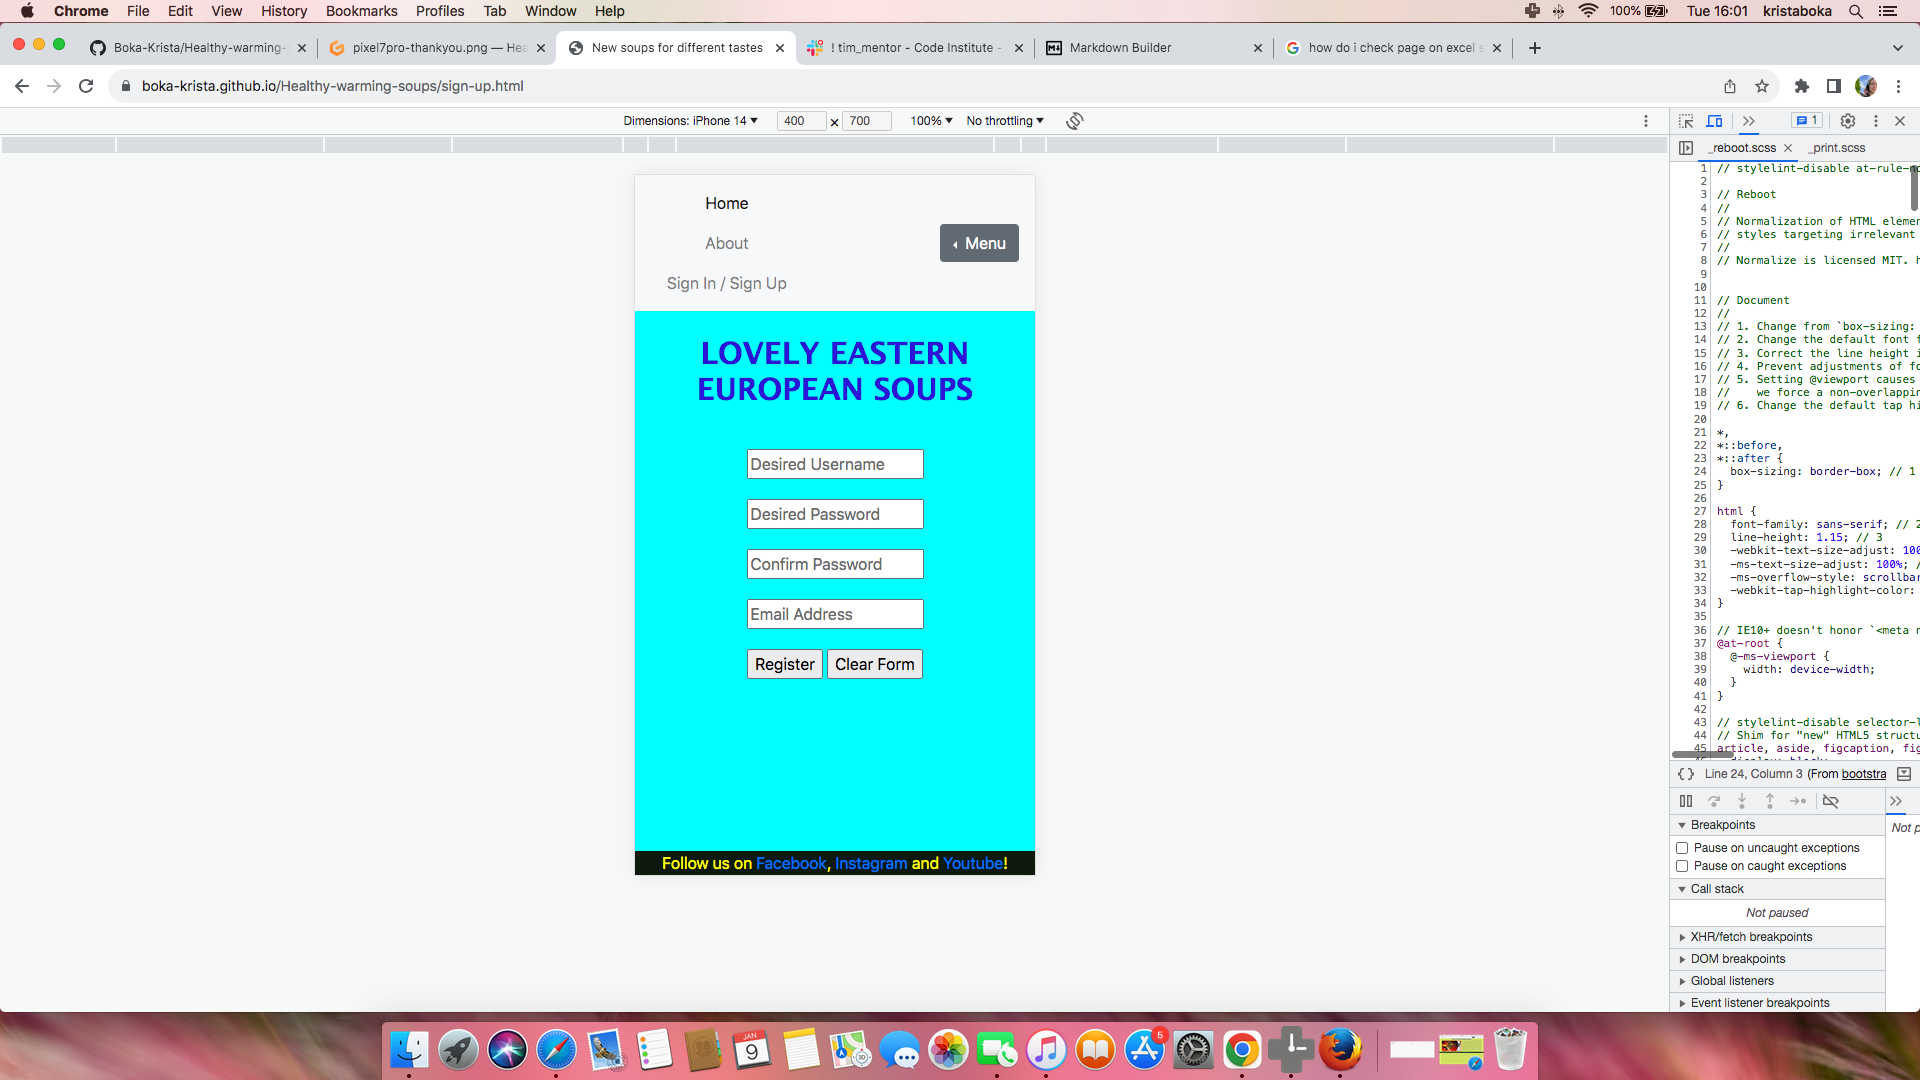 Chrome File Edit View History Bookmarks Profiles Tab Window Help 100% Tue 16:01 kristaboka
Boka-Krista/Healthy-warming-
pixel7pro-thankyou.png — Hea
New soups for different tastes
! tim_mentor - Code Institute -
Markdown Builder
how do i check page on excel s
boka-krista.github.io/Healthy-warming-soups/sign-up.html
Dimensions: iPhone 14 400 × 700 100% No throttling
1
_reboot.scss _print.scss
Home
About
Menu
Sign In / Sign Up
LOVELY EASTERN
EUROPEAN SOUPS
Desired Username
Desired Password
Confirm Password
Email Address
Register Clear Form
Follow us on Facebook, Instagram and Youtube!
1 // stylelint-disable at-rule-no
2
3 // Reboot
4 //
5 // Normalization of HTML elemen
6 // styles targeting irrelevant
7 //
8 // Normalize is licensed MIT. h
9
10
11 // Document
12 //
13 // 1. Change from `box-sizing:
14 // 2. Change the default font f
15 // 3. Correct the line height i
16 // 4. Prevent adjustments of fo
17 // 5. Setting @viewport causes
18 // we force a non-overlappin
19 // 6. Change the default tap hi
20
21 *,
22 *::before,
23 *::after {
24 box-sizing: border-box; // 1
25 }
26
27 html {
28 font-family: sans-serif; // 2
29 line-height: 1.15; // 3
30 -webkit-text-size-adjust: 100
31 -ms-text-size-adjust: 100%; /
32 -ms-overflow-style: scrollbar
33 -webkit-tap-highlight-color:
34 }
35
36 // IE10+ doesn't honor `<meta n
37 @at-root {
38 @-ms-viewport {
39 width: device-width;
40 }
41 }
42
43 // stylelint-disable selector-l
44 // Shim for "new" HTML5 structu
45 article, aside, figcaption, fig
{} Line 24, Column 3 (From bootstra
Breakpoints
Not p
Pause on uncaught exceptions
Pause on caught exceptions
Call stack
Not paused
XHR/fetch breakpoints
DOM breakpoints
Global listeners
Event listener breakpoints
JAN
9
3D
5